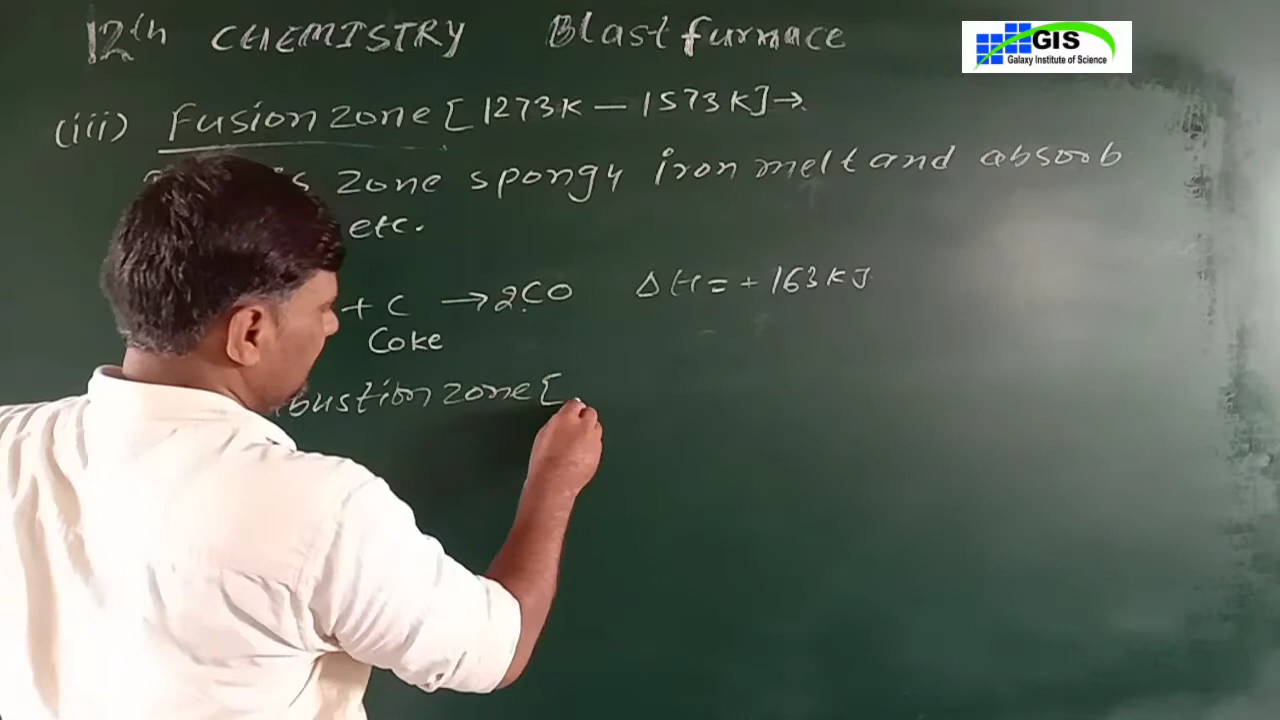 12th CHEMISTRY Blast furnace
GIS
Galaxy Institute of Science
(iii) Fusion zone [1273K — 1573K] →
zone spongy iron melt and absorb
etc.
+ C → 2CO ΔH = + 163 KJ
Coke
bustion zone [